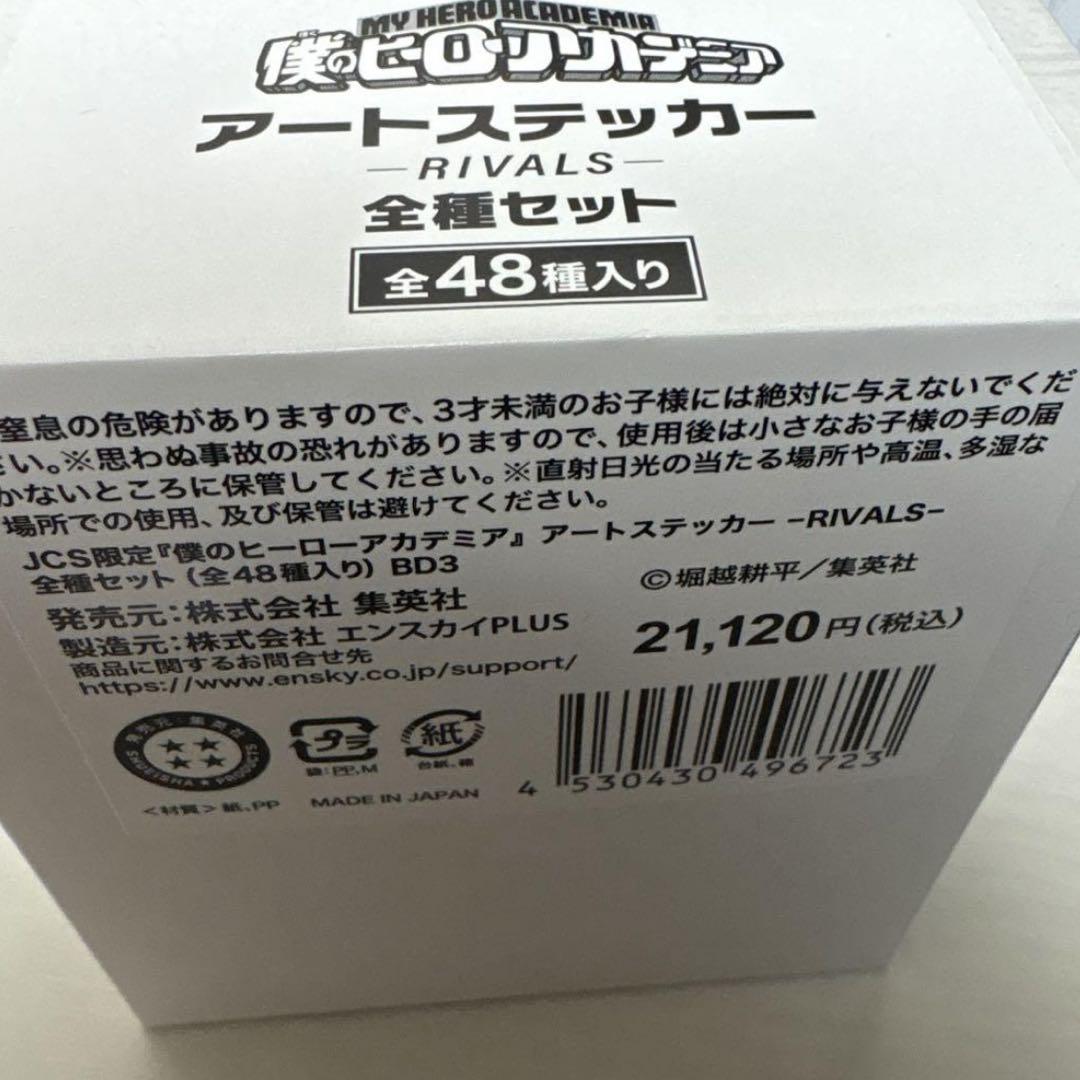 MY HERO ACADEMIA
僕のヒーローアカデミア
アートステッカー
—RIVALS—
全種セット
全48種入り
窒息の危険がありますので、3才未満のお子様には絶対に与えないでくだ
さい。※思わぬ事故の恐れがありますので、使用後は小さなお子様の手の届
かないところに保管してください。※直射日光の当たる場所や高温、多湿な
場所での使用、及び保管は避けてください。
JCS限定『僕のヒーローアカデミア』アートステッカー –RIVALS–
全種セット（全48種入り）BD3
©堀越耕平／集英社
発売元：株式会社 集英社
製造元：株式会社 エンスカイPLUS
21,120円（税込）
商品に関するお問合せ先
https://www.ensky.co.jp/support/
発売元：集英社
SHUEISHA★PRODUCTS
プラ
袋:PP,M
紙
台紙、箱
4 530430 496723
＜材質＞紙、PP
MADE IN JAPAN